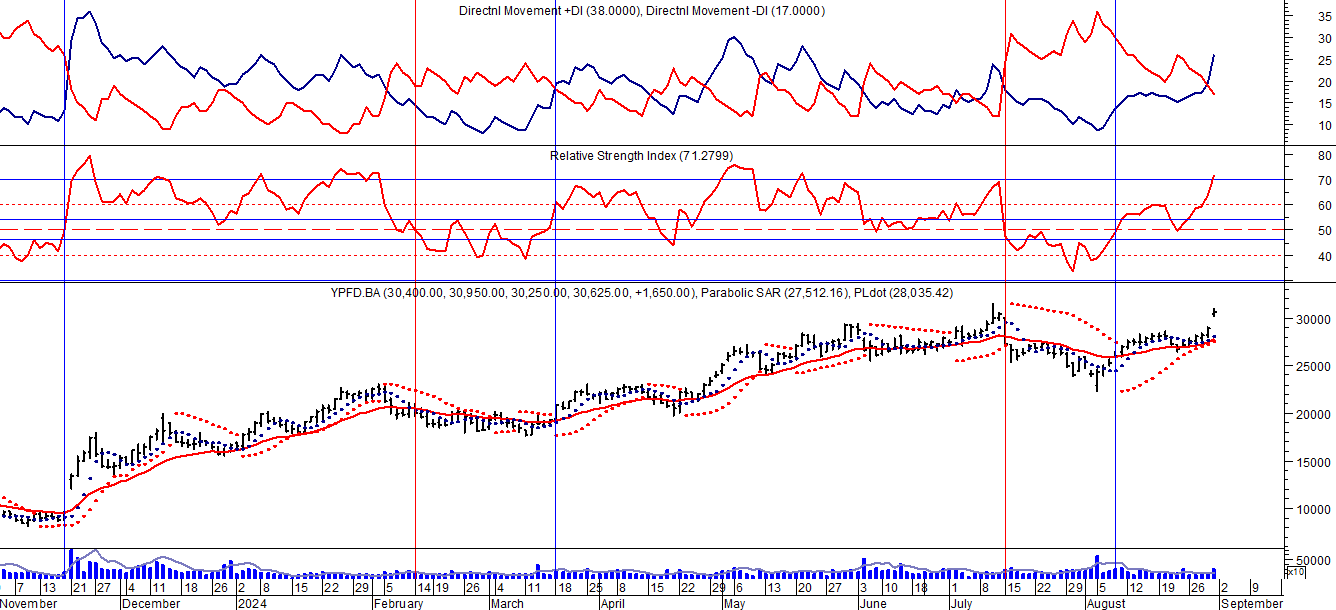 Directnl Movement +DI (38.0000), Directnl Movement -DI (17.0000)
35
30
25
20
15
10
Relative Strength Index (71.2799)
80
70
60
50
40
YPFD.BA (30,400.00, 30,950.00, 30,250.00, 30,625.00, +1,650.00), Parabolic SAR (27,512.16), PLdot (28,035.42)
30000
25000
20000
15000
10000
50000
x10
7 13 21 27 4 11 18 26 2 8 15 22 29 5 14 19 26 4 11 18 25 8 15 22 29 6 13 20 27 3 10 18 1 8 15 22 29 5 12 19 26 2 9
November December 2024 February March April May June July August September